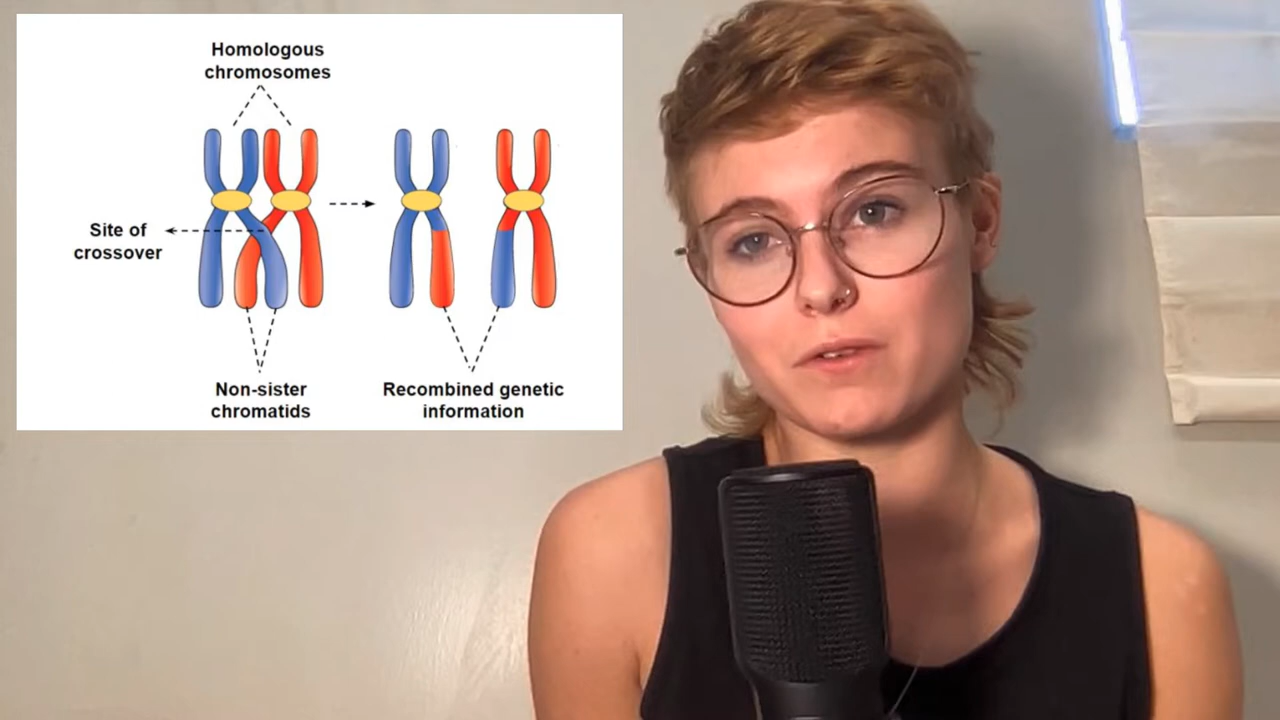 Homologous
chromosomes
Site of
crossover
Non-sister
chromatids
Recombined genetic
information